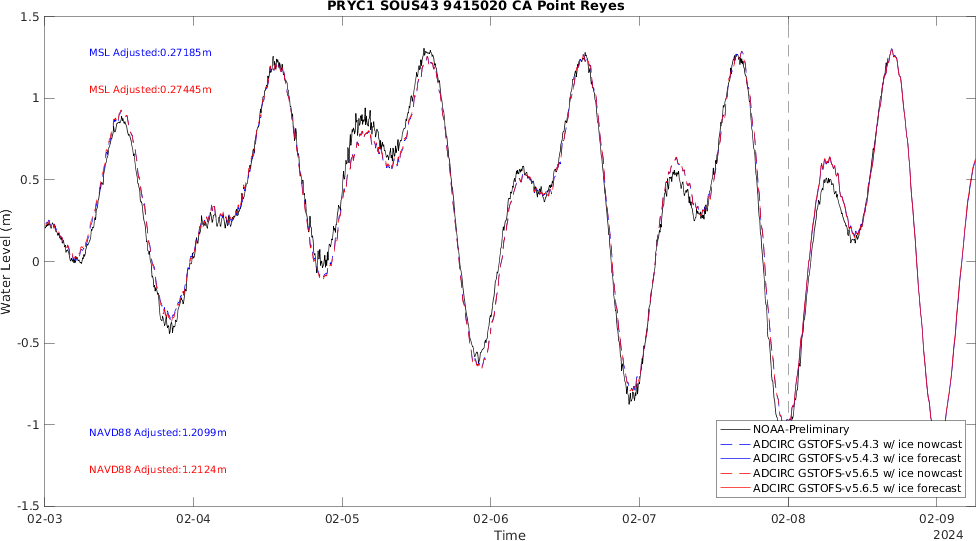 PRYC1 SOUS43 9415020 CA Point Reyes
1.5
1
0.5
0
-0.5
-1
-1.5
Water Level (m)
MSL Adjusted:0.27185m
MSL Adjusted:0.27445m
NAVD88 Adjusted:1.2099m
NAVD88 Adjusted:1.2124m
NOAA-Preliminary
ADCIRC GSTOFS-v5.4.3 w/ ice nowcast
ADCIRC GSTOFS-v5.4.3 w/ ice forecast
ADCIRC GSTOFS-v5.6.5 w/ ice nowcast
ADCIRC GSTOFS-v5.6.5 w/ ice forecast
02-03 02-04 02-05 02-06 02-07 02-08 02-09
Time
2024